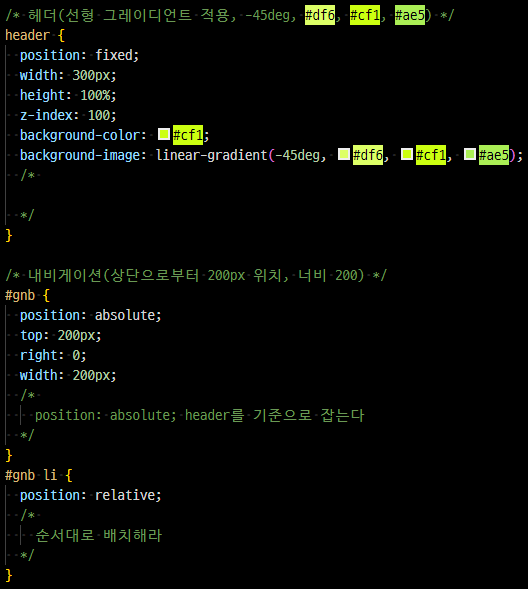 /* 헤더(선형 그레이디언트 적용, -45deg, #df6, #cf1, #ae5) */
header {
position: fixed;
width: 300px;
height: 100%;
z-index: 100;
background-color: #cf1;
background-image: linear-gradient(-45deg, #df6, #cf1, #ae5);
/*
*/
}
/* 내비게이션(상단으로부터 200px 위치, 너비 200) */
#gnb {
position: absolute;
top: 200px;
right: 0;
width: 200px;
/*
position: absolute; header를 기준으로 잡는다
*/
}
#gnb li {
position: relative;
/*
순서대로 배치해라
*/
}